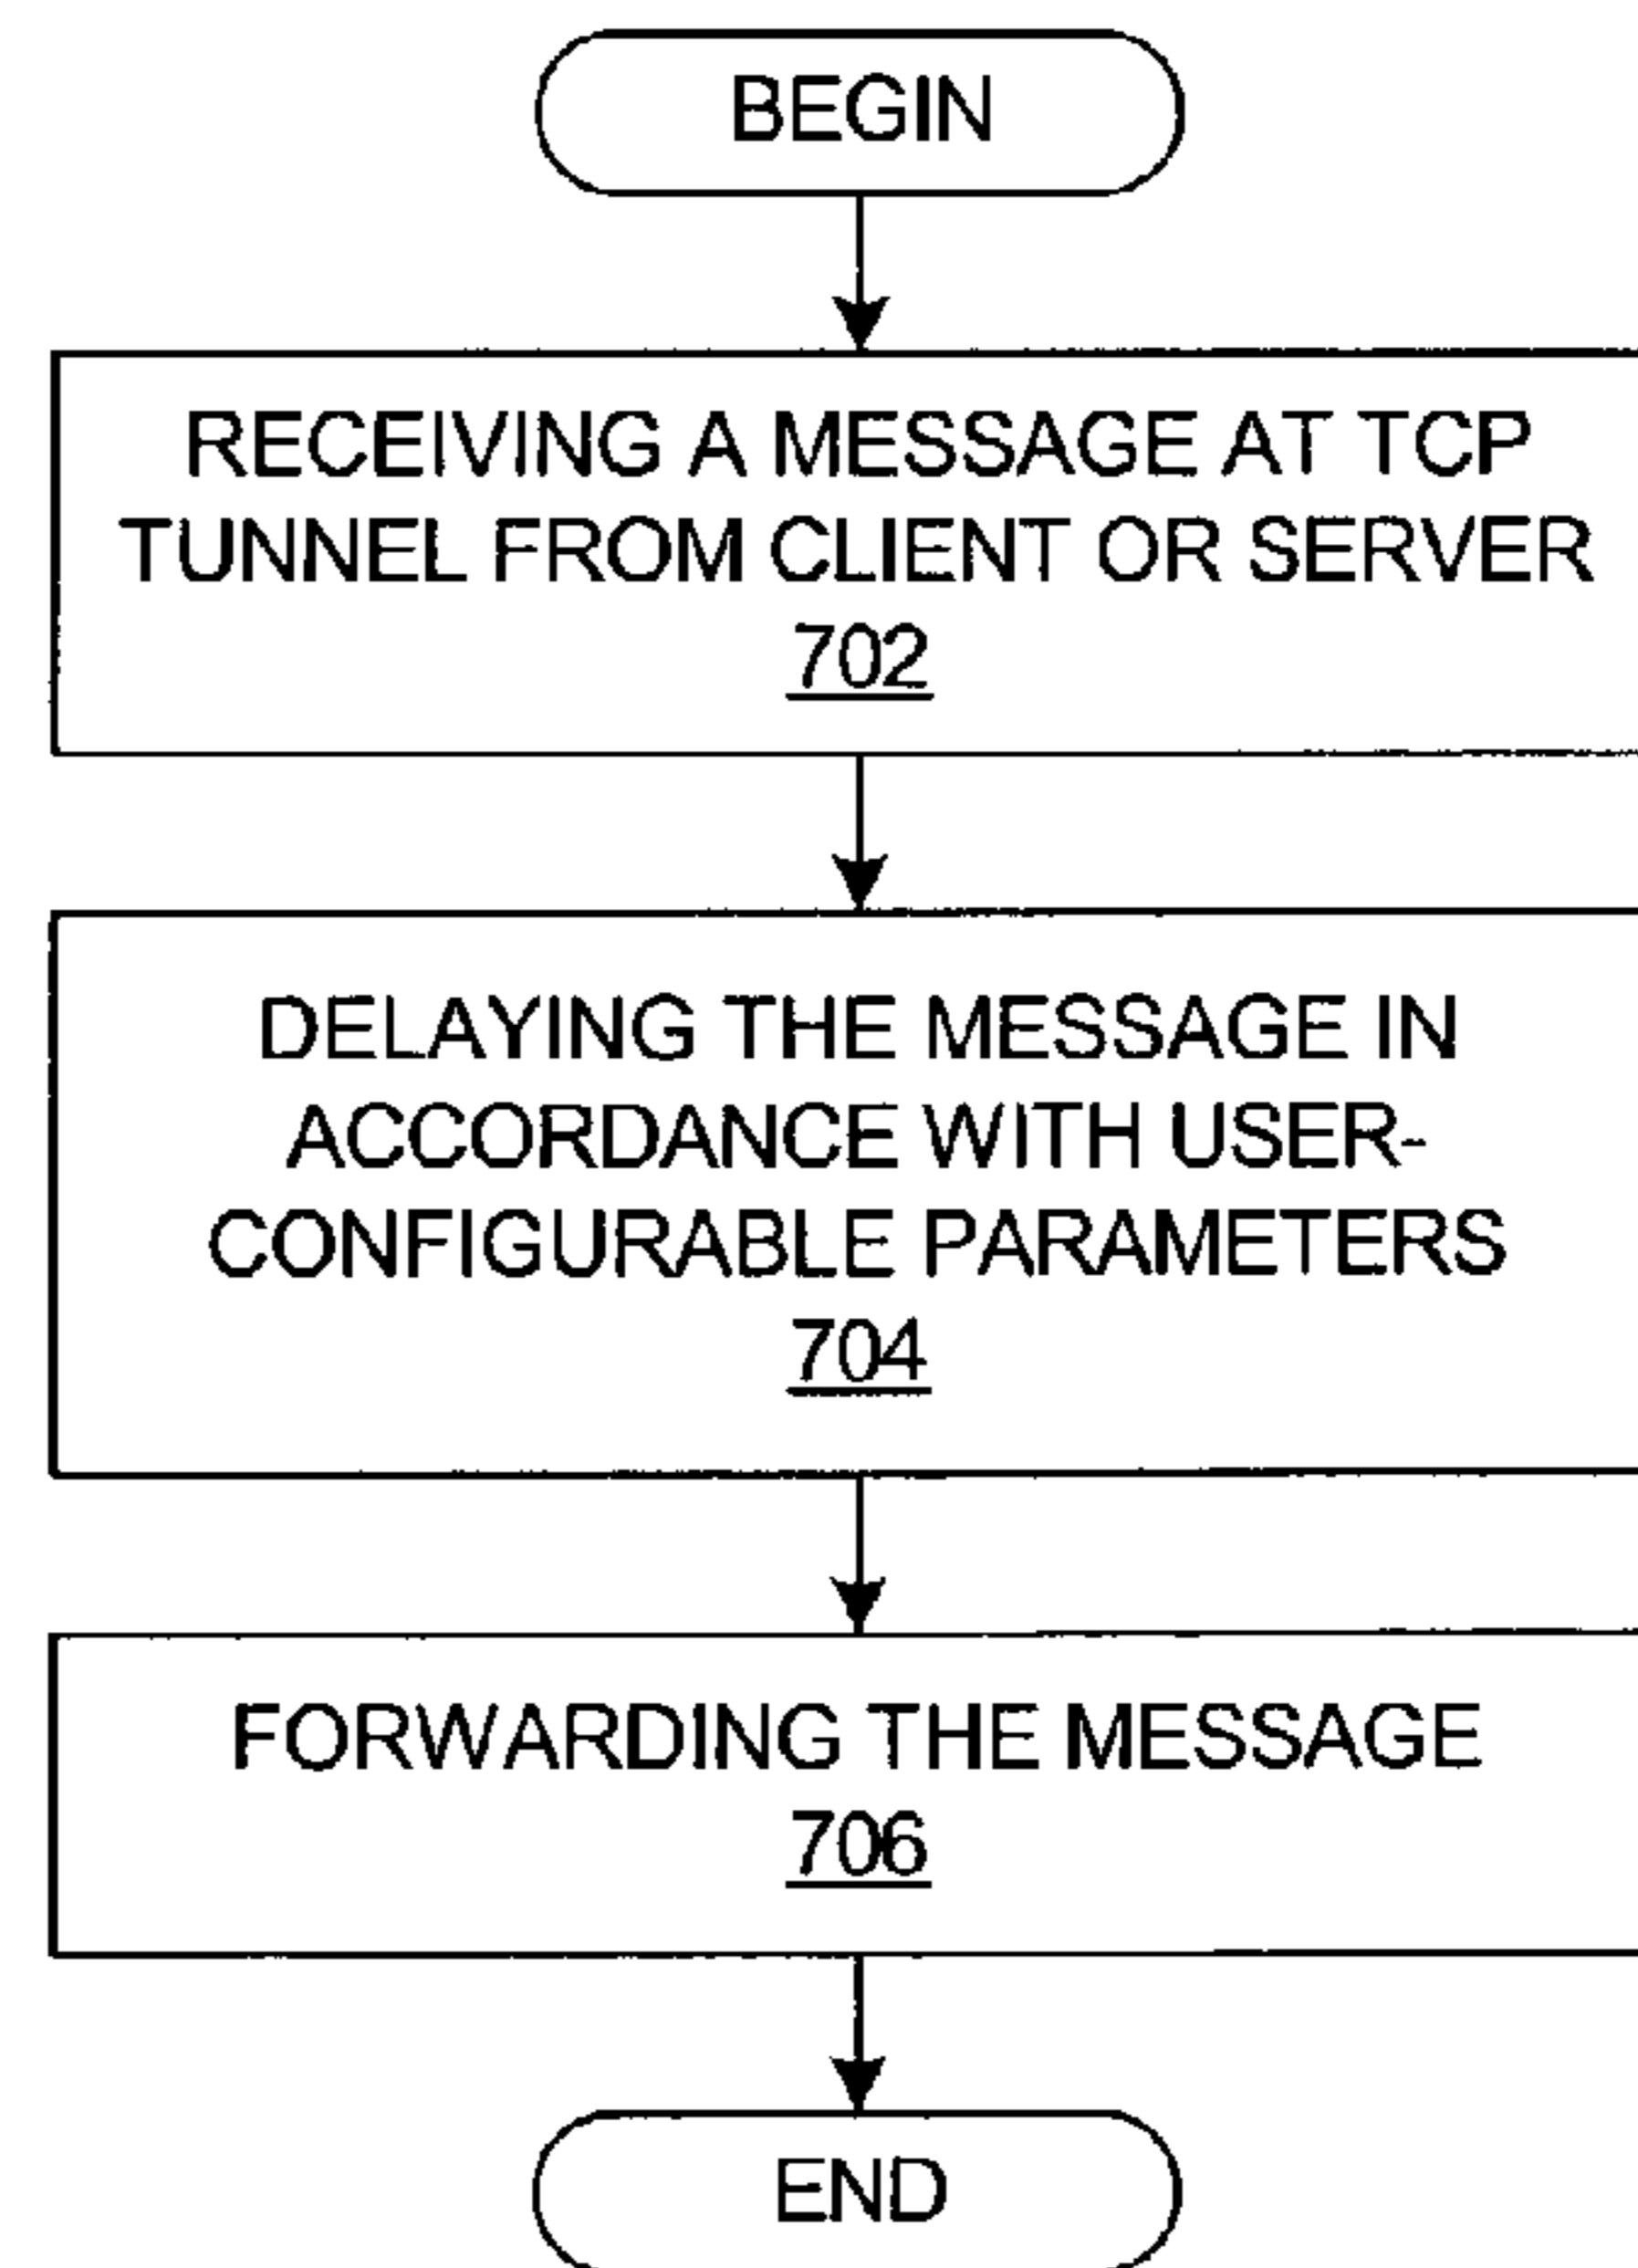 BEGIN
RECEIVING A MESSAGE AT TCP
TUNNEL FROM CLIENT OR SERVER
702
DELAYING THE MESSAGE IN
ACCORDANCE WITH USER-
CONFIGURABLE PARAMETERS
704
FORWARDING THE MESSAGE
706
END